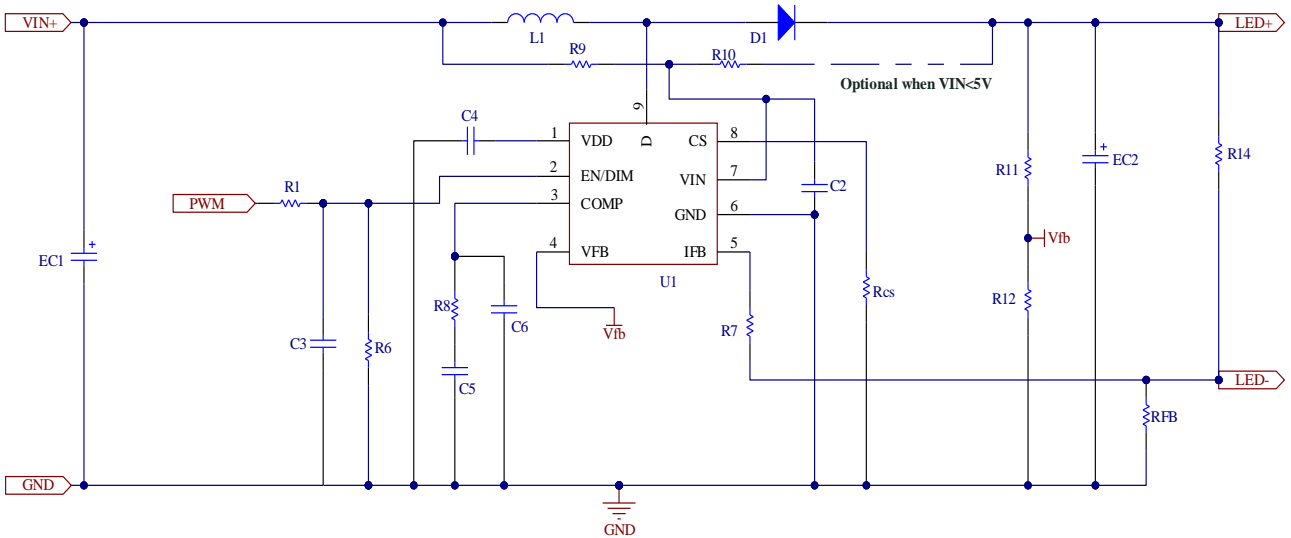 VIN+
L1
D1
LED+
R9
R10
Optional when VIN<5V
C4
9
D
1
VDD
CS
8
R14
EC2
+
R11
2
EN/DIM
VIN
7
C2
R1
PWM
3
COMP
GND
6
Vfb
+
EC1
4
VFB
IFB
5
U1
Rcs
R12
R8
C6
Vfb
R7
C3
R6
C5
LED-
RFB
GND
GND